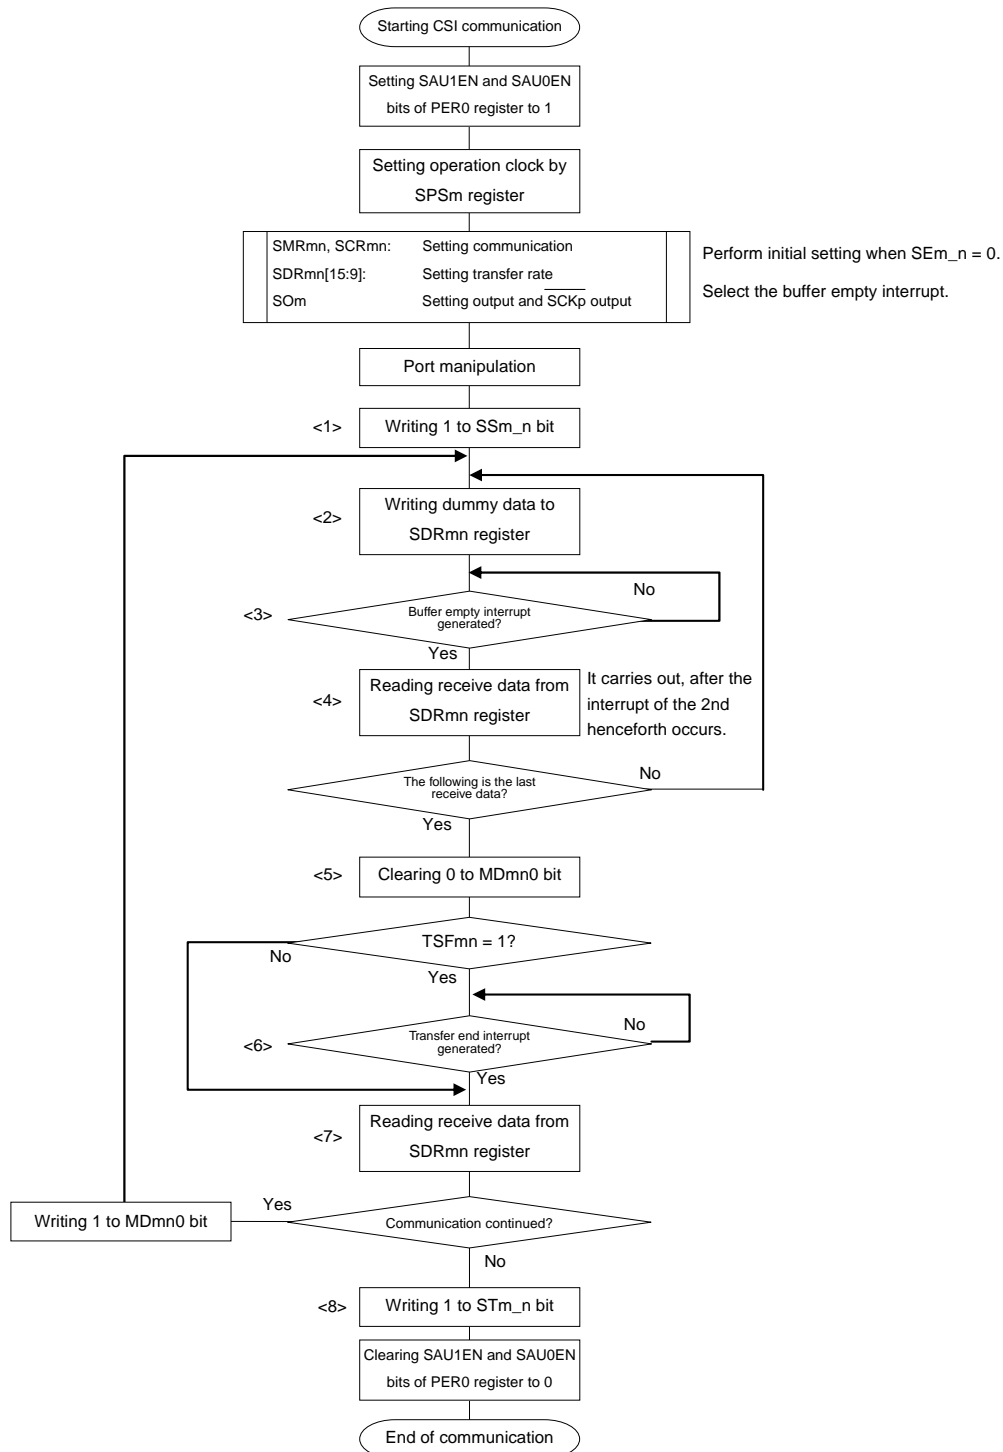 Starting CSI communication
Setting SAU1EN and SAU0EN
bits of PER0 register to 1
Setting operation clock by
SPSm register
SMRmn, SCRmn: Setting communication
SDRmn[15:9]: Setting transfer rate
SOm Setting output and SCKp output
Perform initial setting when SEm_n = 0.
Select the buffer empty interrupt.
Port manipulation
<1> Writing 1 to SSm_n bit
Writing dummy data to
<2>
SDRmn register
No
<3> Buffer empty interrupt
generated?
Yes
<4> Reading receive data from
SDRmn register
It carries out, after the
interrupt of the 2nd
henceforth occurs.
The following is the last
receive data?
No
Yes
<5> Clearing 0 to MDmn0 bit
TSFmn = 1?
No
Yes
No
<6> Transfer end interrupt
generated?
Yes
<7> Reading receive data from
SDRmn register
Writing 1 to MDmn0 bit
Yes
Communication continued?
No
<8> Writing 1 to STm_n bit
Clearing SAU1EN and SAU0EN
bits of PER0 register to 0
End of communication